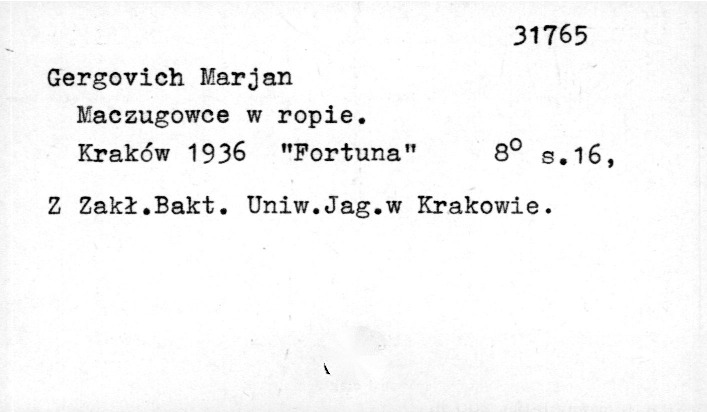 31765
Gergovich Marjan
Maczugowce w ropie.
Kraków 1936 "Fortuna" 8° s.16,
Z Zakł.Bakt. Uniw.Jag.w Krakowie.